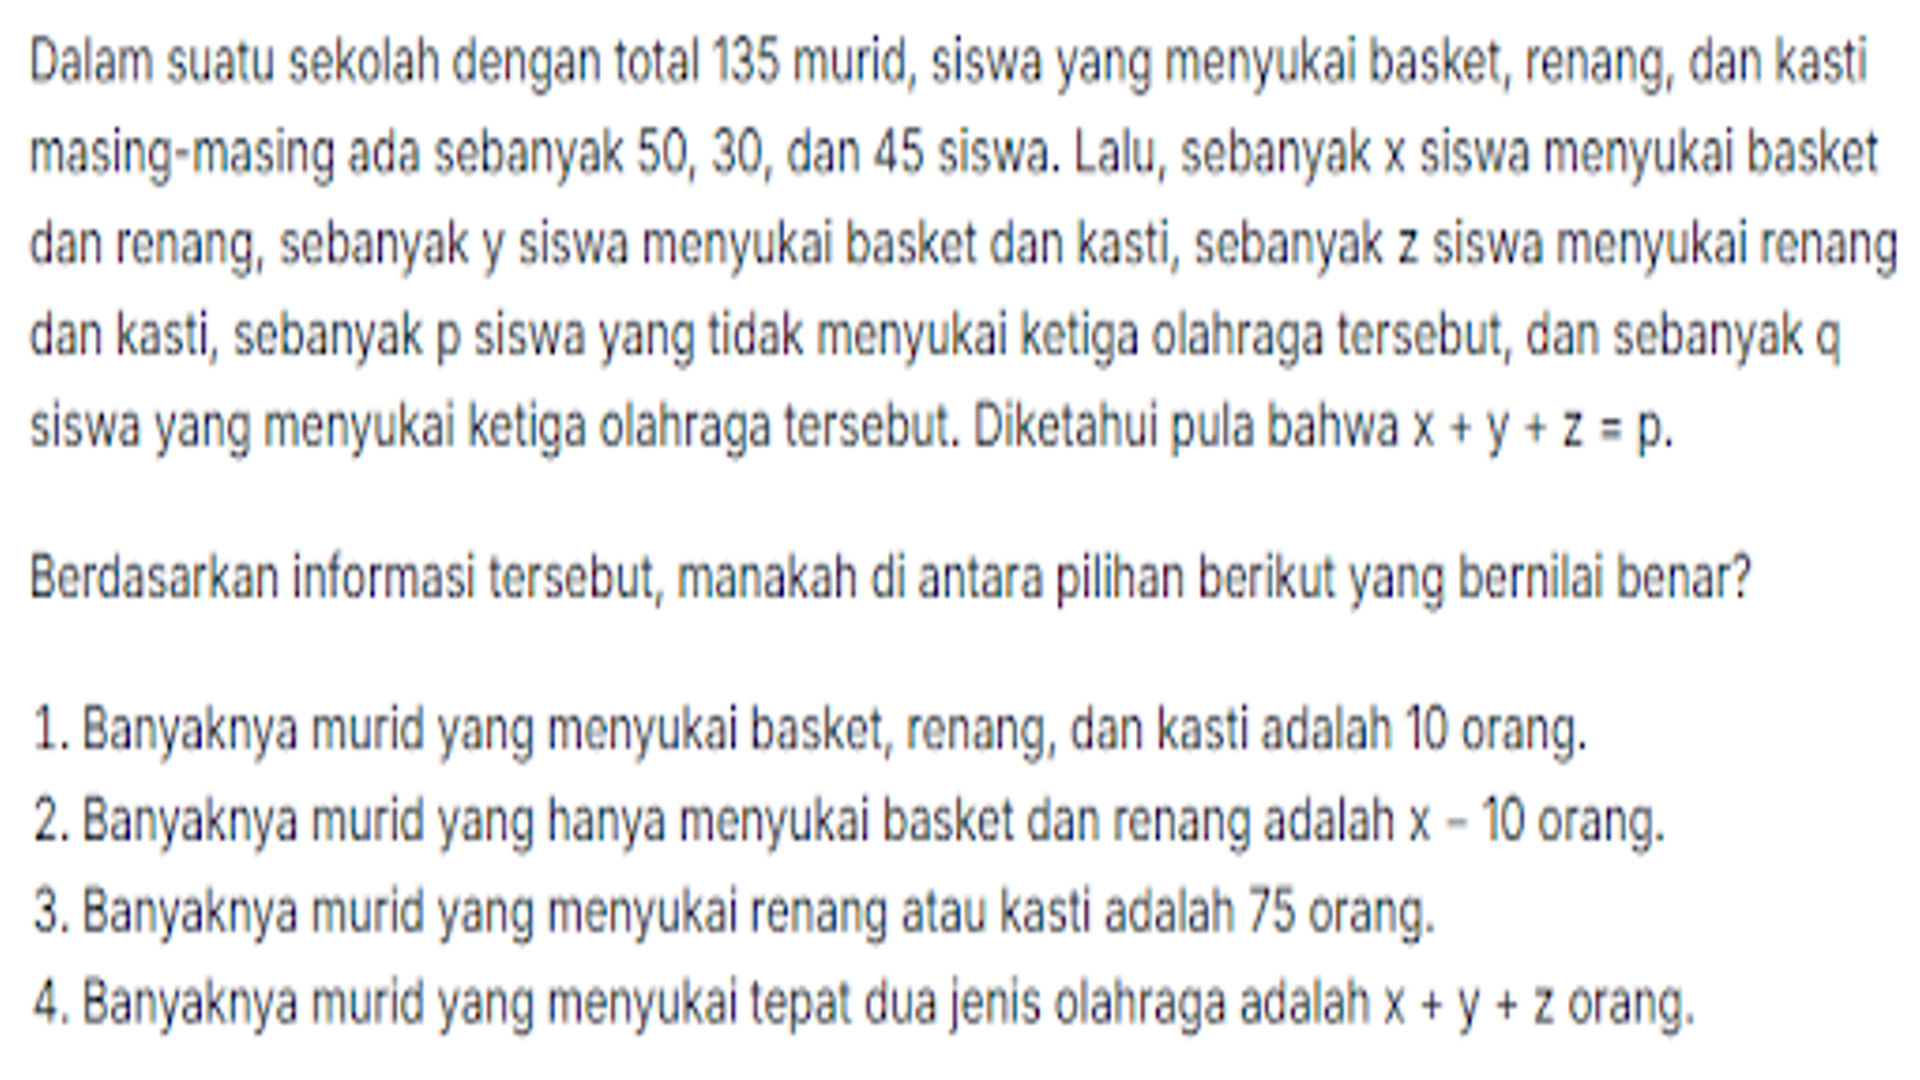 Dalam suatu sekolah dengan total 135 murid, siswa yang menyukai basket, renang, dan kasti
masing-masing ada sebanyak 50, 30, dan 45 siswa. Lalu, sebanyak x siswa menyukai basket
dan renang, sebanyak y siswa menyukai basket dan kasti, sebanyak z siswa menyukai renang
dan kasti, sebanyak p siswa yang tidak menyukai ketiga olahraga tersebut, dan sebanyak q
siswa yang menyukai ketiga olahraga tersebut. Diketahui pula bahwa x + y + z = p.
Berdasarkan informasi tersebut, manakah di antara pilihan berikut yang bernilai benar?
1. Banyaknya murid yang menyukai basket, renang, dan kasti adalah 10 orang.
2. Banyaknya murid yang hanya menyukai basket dan renang adalah x – 10 orang.
3. Banyaknya murid yang menyukai renang atau kasti adalah 75 orang.
4. Banyaknya murid yang menyukai tepat dua jenis olahraga adalah x + y + z orang.